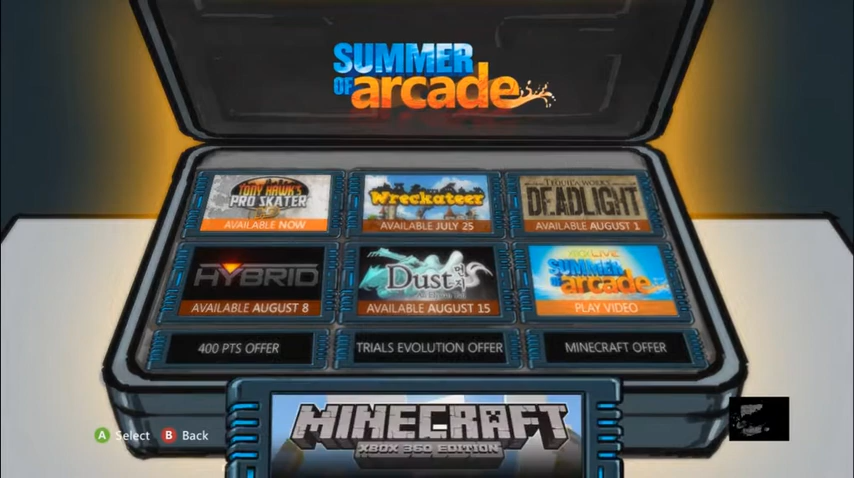 SUMMER
OF arcade
TONY HAWK'S
PRO SKATER
AVAILABLE NOW
Wreckateer
AVAILABLE JULY 25
TEQUILA WORKS
DEADLIGHT
AVAILABLE AUGUST 1
HYBRID
AVAILABLE AUGUST 8
Dust
AVAILABLE AUGUST 15
LIVE
SUMMER
OF arcade
PLAY VIDEO
400 PTS OFFER
TRIALS EVOLUTION OFFER
MINECRAFT OFFER
MINECRAFT
XBOX 360 EDITION
A Select B Back